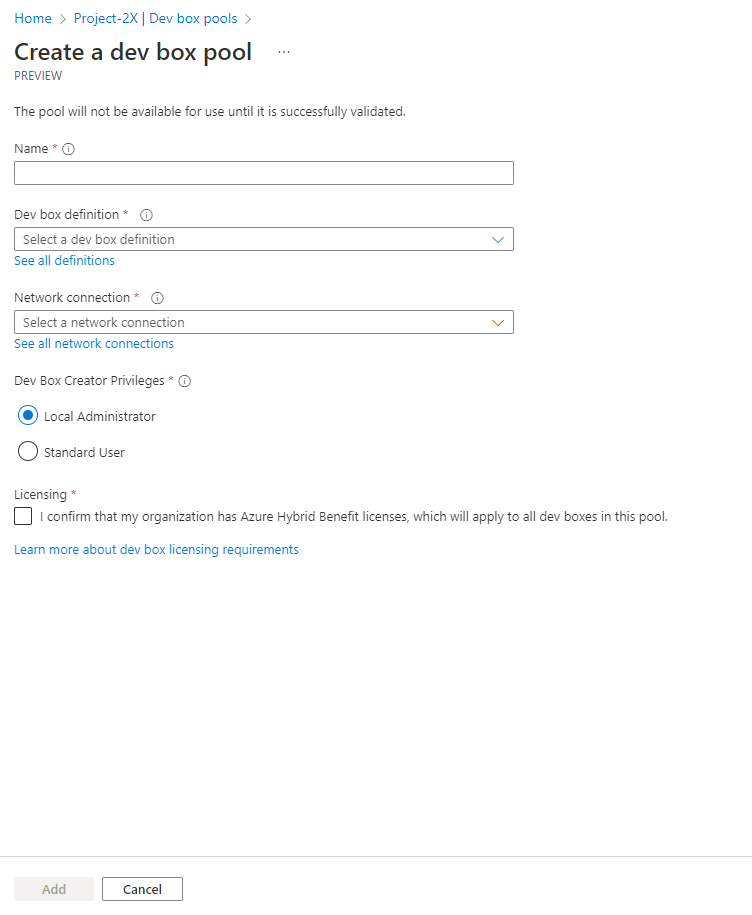 Home > Project-2X | Dev box pools >
Create a dev box pool ...
PREVIEW
The pool will not be available for use until it is successfully validated.
Name *
Dev box definition *
Select a dev box definition
See all definitions
Network connection *
Select a network connection
See all network connections
Dev Box Creator Privileges *
Local Administrator
Standard User
Licensing *
I confirm that my organization has Azure Hybrid Benefit licenses, which will apply to all dev boxes in this pool.
Learn more about dev box licensing requirements
Add Cancel